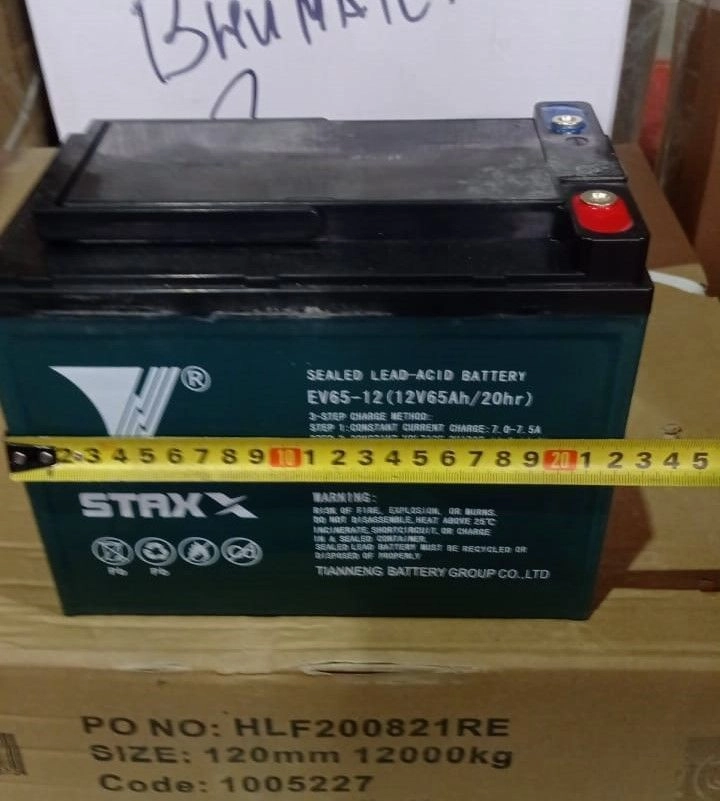 ®
SEALED LEAD-ACID BATTERY
EV65-12(12V65Ah/20hr)
3-STEP CHARGE METHOD:
STEP 1:CONSTANT CURRENT CHARGE:7.0-7.5A
2 3 4 5 6 7 8 9 10 1 2 3 4 5 6 7 8 9 20 1 2 3 4 5
STAXX
WARNING:
RISK OF FIRE, EXPLOSION, OR BURNS.
DO NOT DISASSEMBLE,HEAT ABOVE 25℃
INCINERATE,SHORTCIRCUIT, OR CHARGE
IN A SEALED CONTAINER.
SEALED LEAD BATTERY MUST BE RECYCLED OR
DISPOSED OF PROPERLY
Pb Pb
TIANNENG BATTERY GROUP CO.,LTD
PO NO: HLF200821RE
SIZE: 120mm 12000kg
Code: 1005227